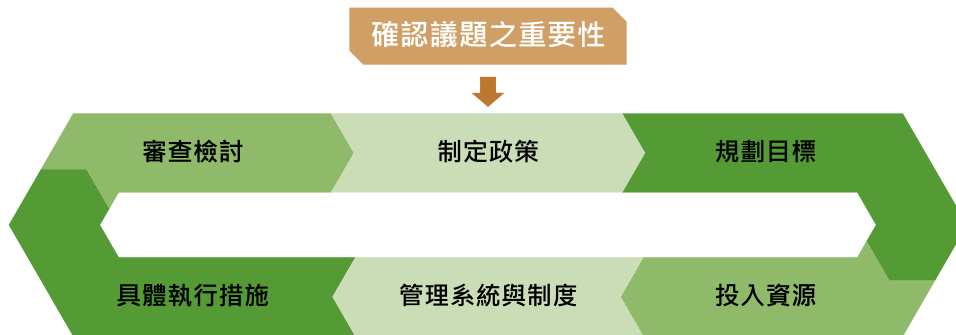 確認議題之重要性
審查檢討
制定政策
規劃目標
具體執行措施
管理系統與制度
投入資源